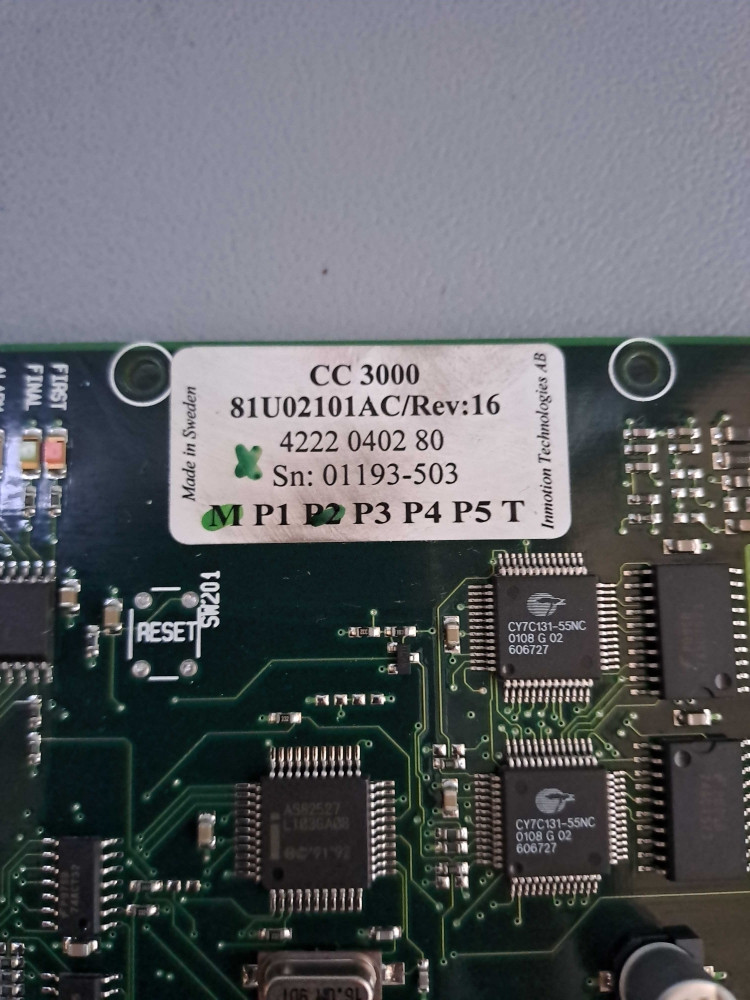 CC 3000
81U02101AC/Rev:16
4222 0402 80
Sn: 01193-503
M P1 P2 P3 P4 P5 T
Made in Sweden
Inmotion Technologies AB
FIRST
FINAL
SW201
RESET
CY7C131-55NC
0108 G 02
606727
CY7C131-55NC
0108 G 02
606727
AS82527